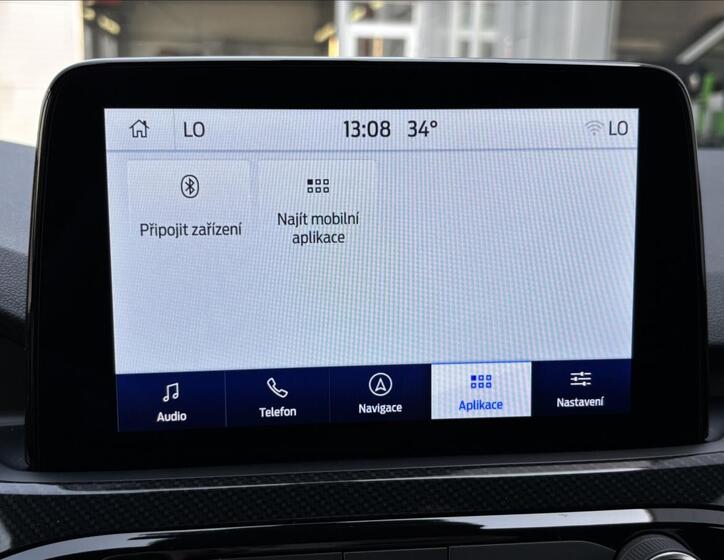 LO 13:08 34° LO
Připojit zařízení
Najít mobilní
aplikace
Audio Telefon Navigace Aplikace Nastavení